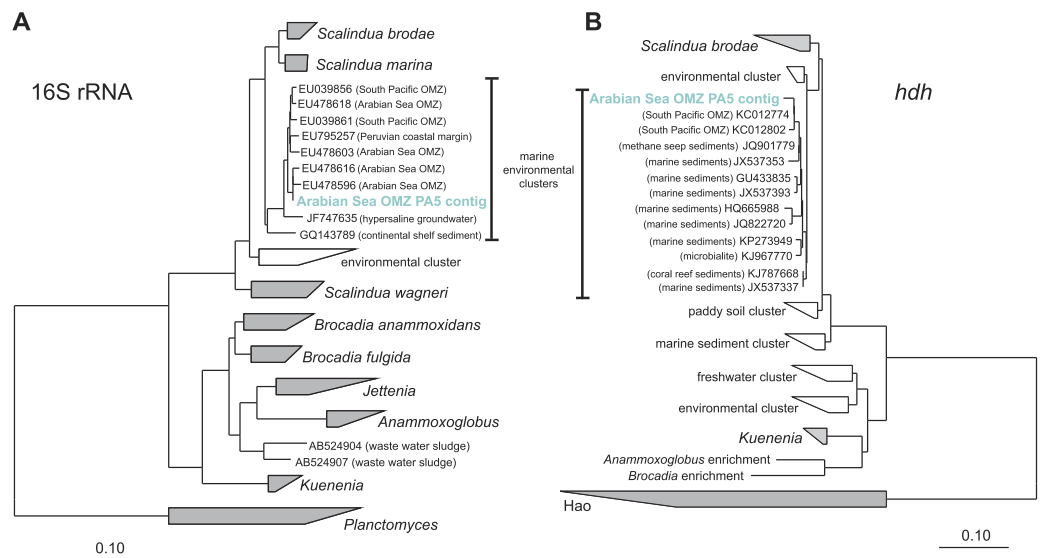 A
16S rRNA
Scalindua brodae
Scalindua marina
EU039856 (South Pacific OMZ)
EU478618 (Arabian Sea OMZ)
EU039861 (South Pacific OMZ)
EU795257 (Peruvian coastal margin)
EU478603 (Arabian Sea OMZ)
EU478616 (Arabian Sea OMZ)
EU478596 (Arabian Sea OMZ)
Arabian Sea OMZ PA5 contig
JF747635 (hypersaline groundwater)
GQ143789 (continental shelf sediment)
environmental cluster
Scalindua wagneri
Brocadia anammoxidans
Brocadia fulgida
Jettenia
Anammoxoglobus
AB524904 (waste water sludge)
AB524907 (waste water sludge)
Kuenenia
Planctomyces
0.10
marine
environmental
clusters
B
hdh
Scalindua brodae
environmental cluster
Arabian Sea OMZ PA5 contig
(South Pacific OMZ) KC012774
(South Pacific OMZ) KC012802
(methane seep sediments) JQ901779
(marine sediments) JX537353
(marine sediments) GU433835
(marine sediments) JX537393
(marine sediments) HQ665988
(marine sediments) JQ822720
(marine sediments) KP273949
(microbialite) KJ967770
(coral reef sediments) KJ787668
(marine sediments) JX537337
paddy soil cluster
marine sediment cluster
freshwater cluster
environmental cluster
Kuenenia
Anammoxoglobus enrichment
Brocadia enrichment
Hao
0.10